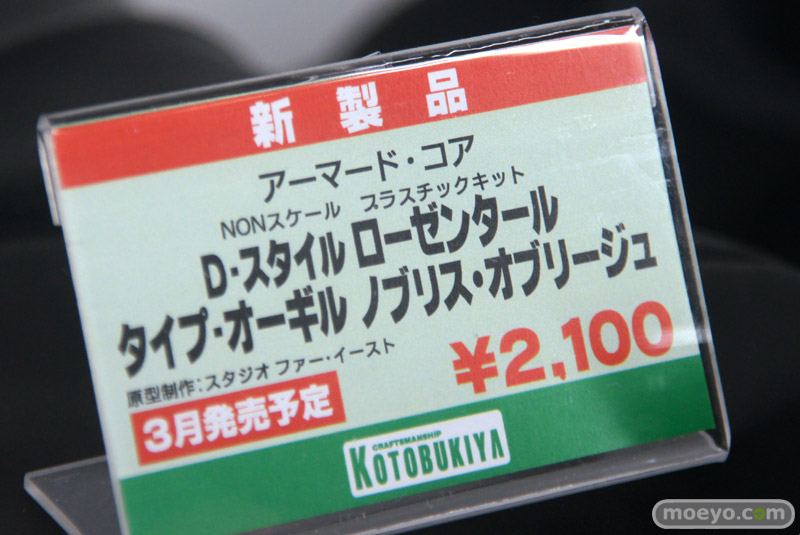 新製品
アーマード・コア
NONスケール プラスチックキット
D・スタイル ローゼンタール
タイプ・オーギル ノブリス・オブリージュ
原型制作：スタジオ ファー・イースト
¥2,100
3月発売予定
CRAFTSMANSHIP
KOTOBUKIYA
moeyo.com